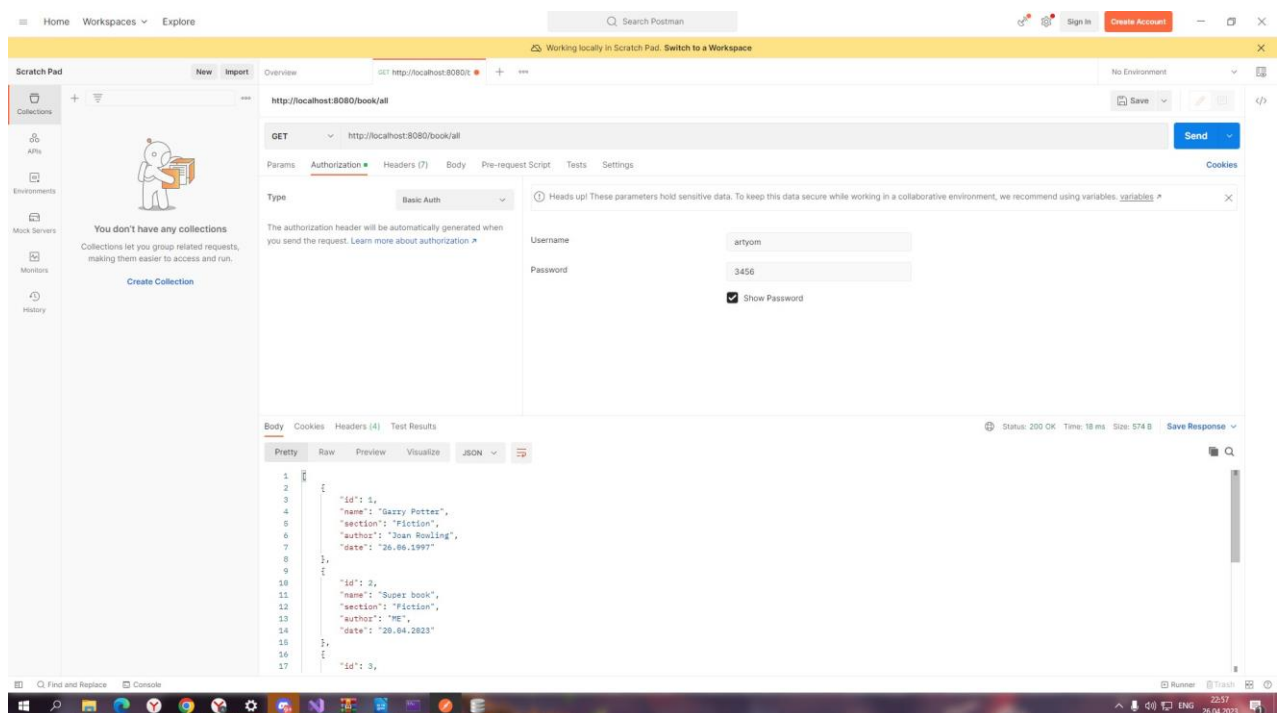 Home Workspaces Explore Search Postman Sign In Create Account
Working locally in Scratch Pad. Switch to a Workspace
Scratch Pad New Import Overview GET http://localhost:8080/t No Environment
http://localhost:8080/book/all Save
Collections
APIs
Environments
Mock Servers
Monitors
History
You don't have any collections
Collections let you group related requests,
making them easier to access and run.
Create Collection
GET http://localhost:8080/book/all Send
Params Authorization Headers (7) Body Pre-request Script Tests Settings Cookies
Type Basic Auth
The authorization header will be automatically generated when
you send the request. Learn more about authorization ↗
Heads up! These parameters hold sensitive data. To keep this data secure while working in a collaborative environment, we recommend using variables. variables ↗
Username artyom
Password 3456
Show Password
Body Cookies Headers (4) Test Results Status: 200 OK Time: 18 ms Size: 574 B Save Response
Pretty Raw Preview Visualize JSON
1 [
2 {
3 "id": 1,
4 "name": "Garry Potter",
5 "section": "Fiction",
6 "author": "Joan Rowling",
7 "date": "26.06.1997"
8 },
9 {
10 "id": 2,
11 "name": "Super book",
12 "section": "Fiction",
13 "author": "ME",
14 "date": "20.04.2023"
15 },
16 {
17 "id": 3,
Find and Replace Console Runner Trash
ENG 22:57
26.04.2023